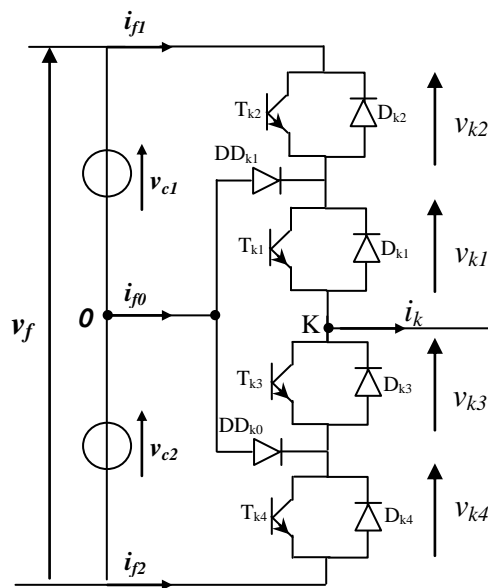 i_f1
T_k2
D_k2
v_k2
DD_k1
v_c1
T_k1
D_k1
v_k1
i_f0
0
K
i_k
v_f
T_k3
D_k3
v_k3
DD_k0
v_c2
T_k4
D_k4
v_k4
i_f2